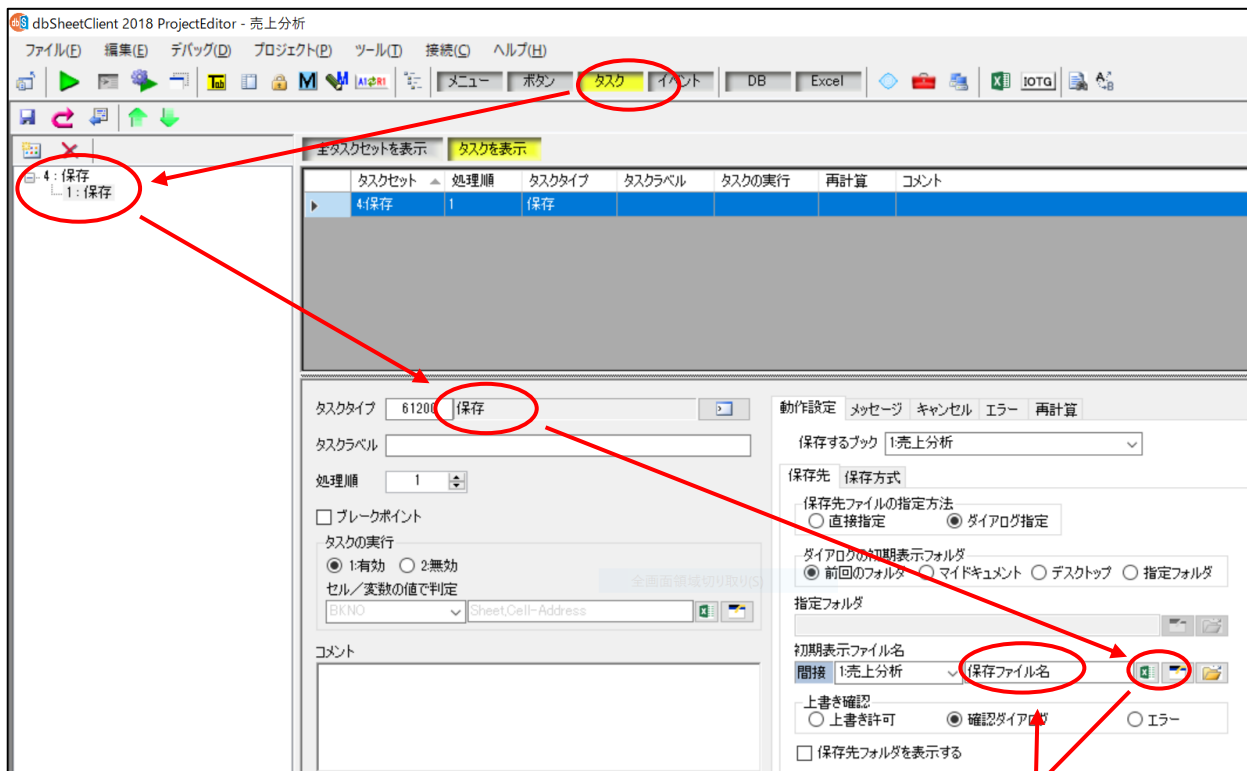 dbSheetClient 2018 ProjectEditor - 売上分析
ファイル(F) 編集(E) デバッグ(D) プロジェクト(P) ツール(T) 接続(C) ヘルプ(H)
Tab M M A1⇄R1 メニュー ボタン タスク イベント DB Excel IOTG
全タスクセットを表示 タスクを表示
4 : 保存
1 : 保存
タスクセット 処理順 タスクタイプ タスクラベル タスクの実行 再計算 コメント
4:保存 1 保存
タスクタイプ 61200 保存
タスクラベル
処理順 1
ブレークポイント
タスクの実行
1:有効 2:無効
セル/変数の値で判定
BKNO Sheet,Cell-Address
コメント
全画面領域切り取り(S)
動作設定 メッセージ キャンセル エラー 再計算
保存するブック 1:売上分析
保存先 保存方式
保存先ファイルの指定方法
直接指定 ダイアログ指定
ダイアログの初期表示フォルダ
前回のフォルダ マイドキュメント デスクトップ 指定フォルダ
指定フォルダ
初期表示ファイル名
間接 1:売上分析 保存ファイル名
上書き確認
上書き許可 確認ダイアログ エラー
保存先フォルダを表示する